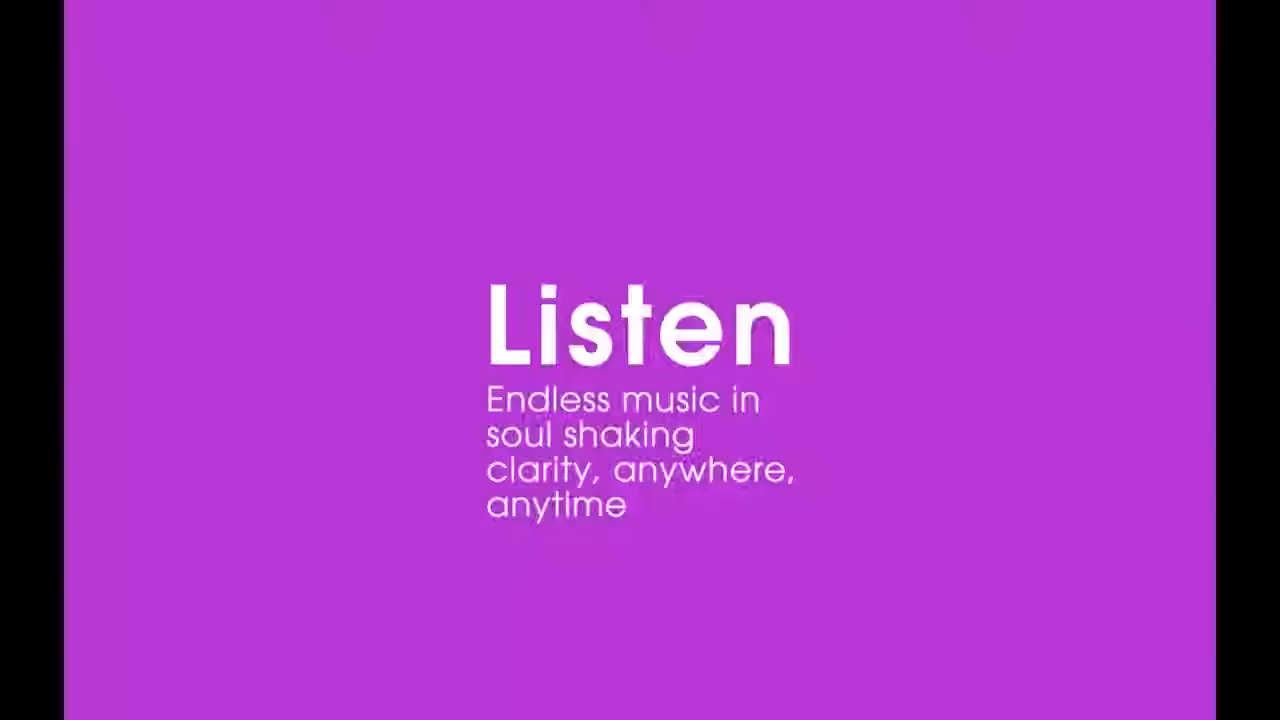 Listen
Endless music in
soul shaking
clarity, anywhere,
anytime